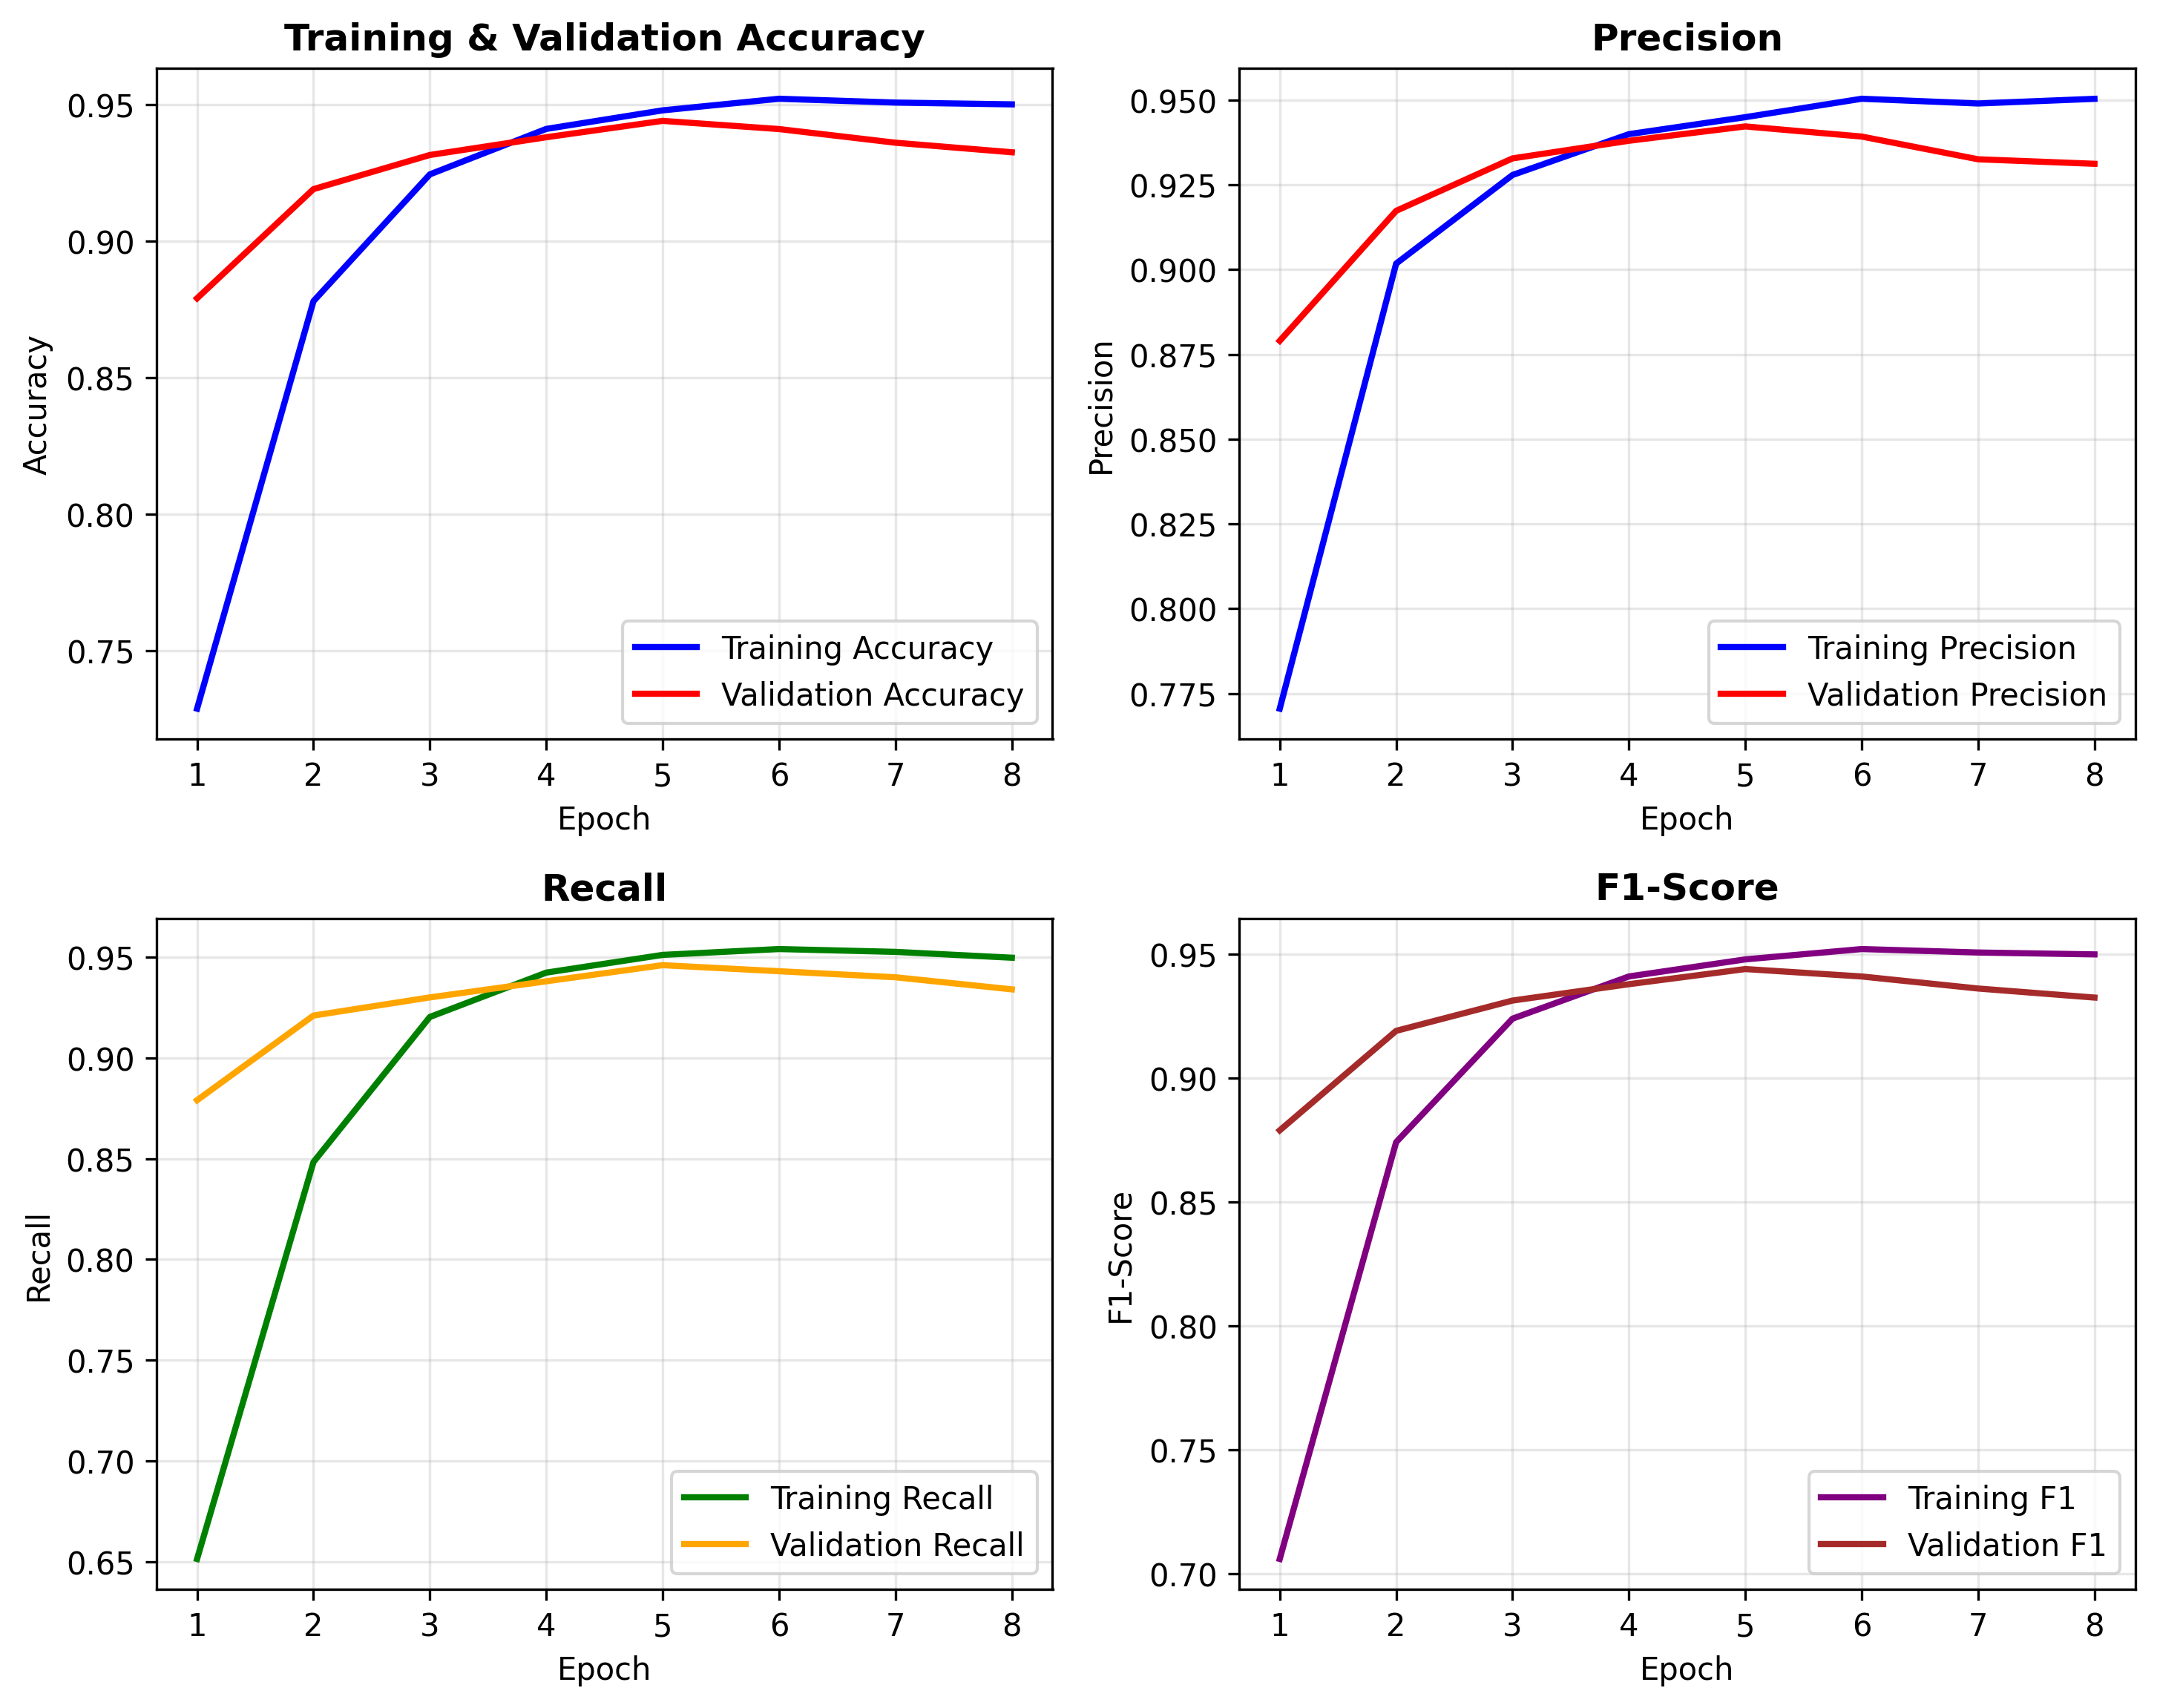 Training & Validation Accuracy
Accuracy
0.95
0.90
0.85
0.80
0.75
Training Accuracy
Validation Accuracy
1 2 3 4 5 6 7 8
Epoch
Precision
Precision
0.950
0.925
0.900
0.875
0.850
0.825
0.800
0.775
Training Precision
Validation Precision
1 2 3 4 5 6 7 8
Epoch
Recall
Recall
0.95
0.90
0.85
0.80
0.75
0.70
0.65
Training Recall
Validation Recall
1 2 3 4 5 6 7 8
Epoch
F1-Score
F1-Score
0.95
0.90
0.85
0.80
0.75
0.70
Training F1
Validation F1
1 2 3 4 5 6 7 8
Epoch